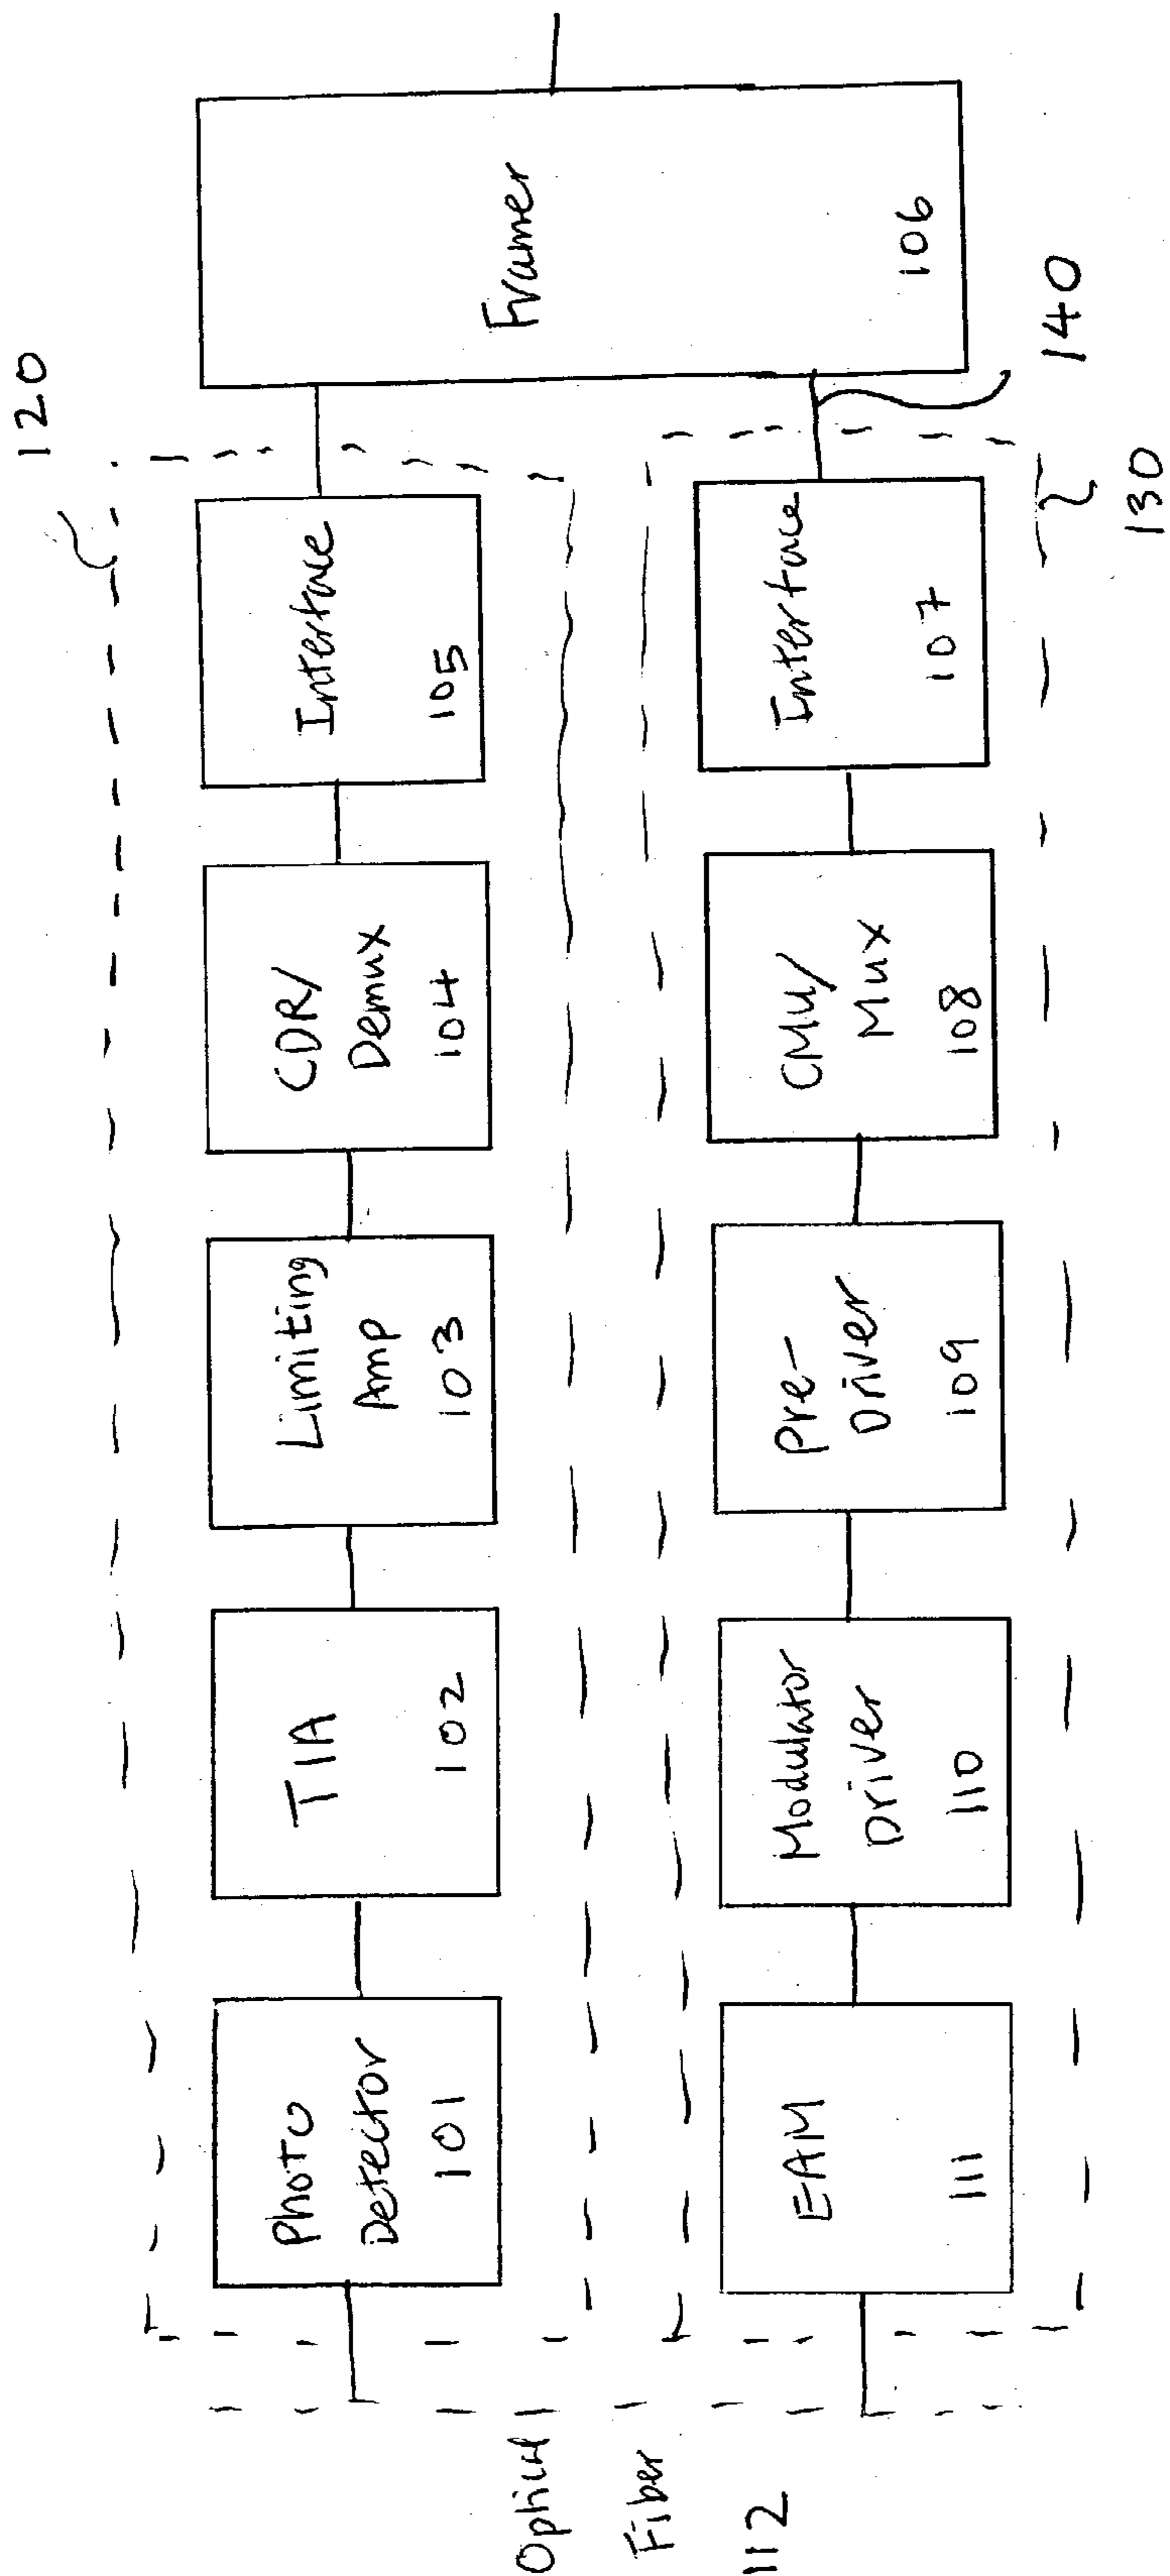 120
Photo
Detector
101
TIA
102
Limiting
Amp
103
CDR/
Demux
104
Interface
105
Framer
106
140
Optical
Fiber
112
EAM
111
Modulator
Driver
110
Pre-
Driver
109
CMU/
Mux
108
Interface
107
130